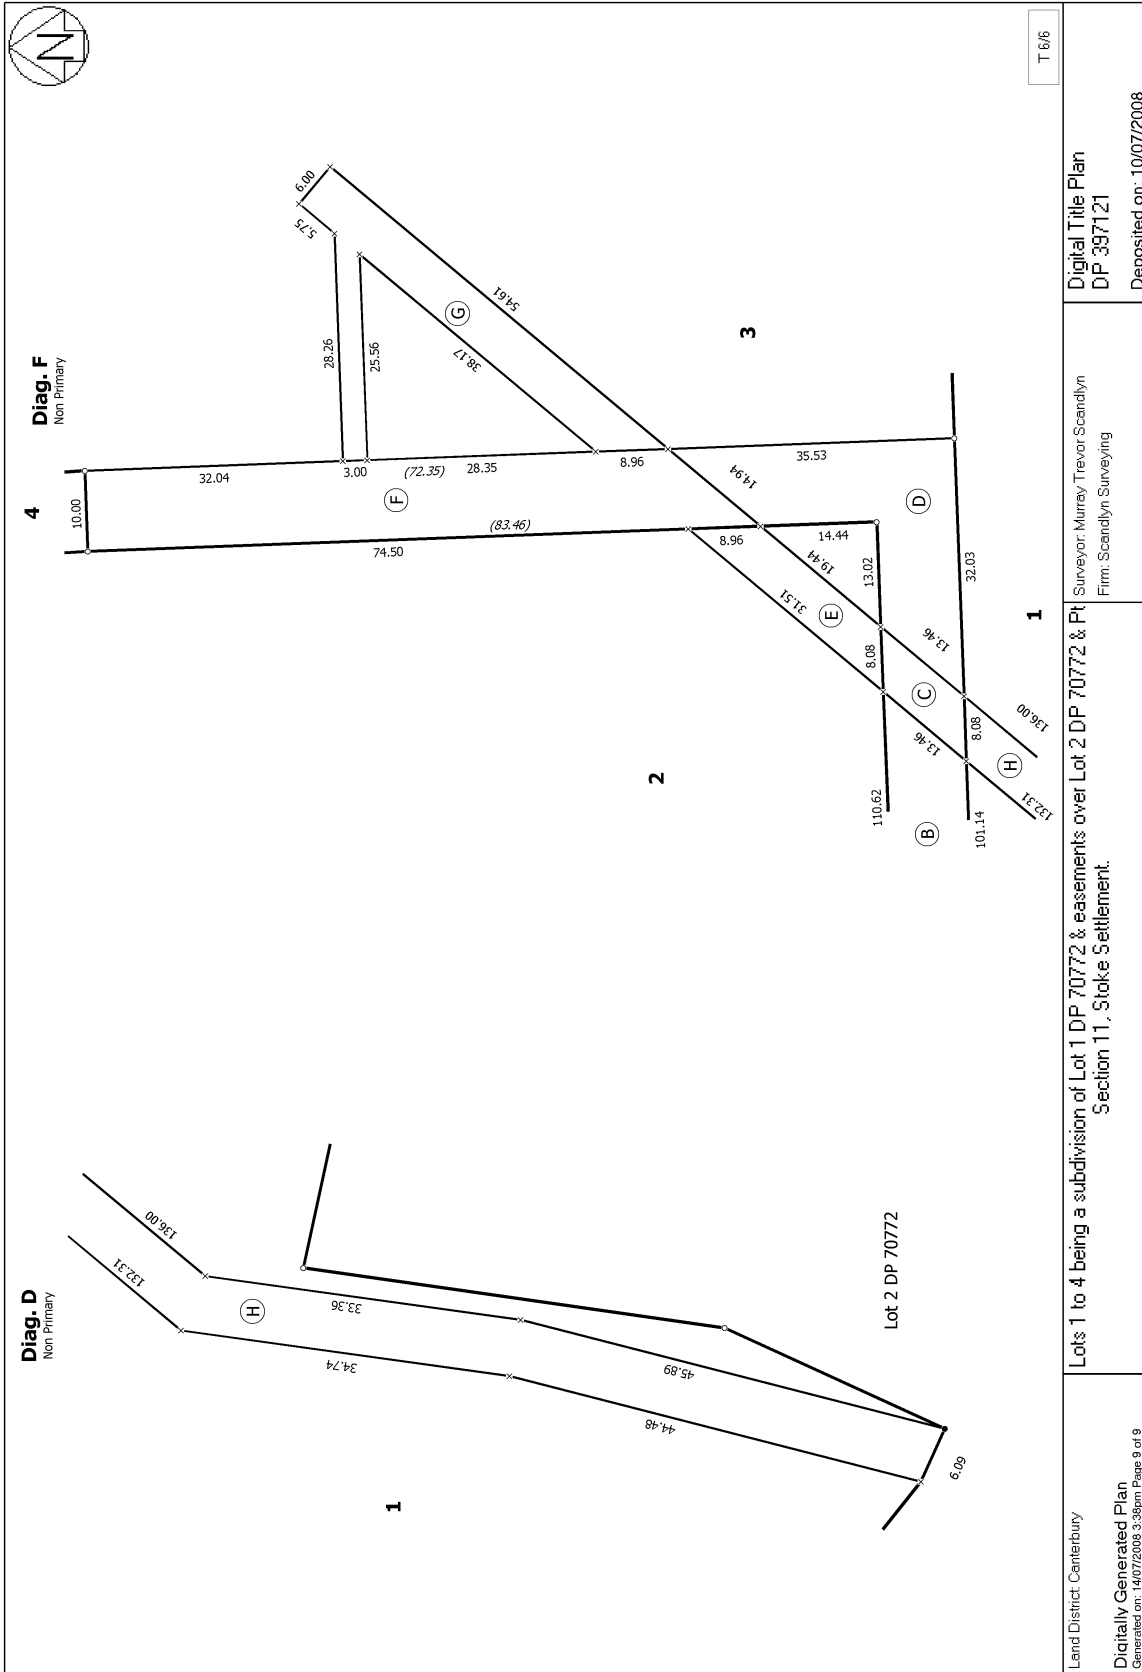 N
T 6/6
Diag. D
Non Primary
136.00
132.31
H
33.36
34.74
45.89
44.48
6.09
1
Lot 2 DP 70772
Diag. F
Non Primary
4
10.00
32.04
3.00
(72.35)
28.35
28.26
25.56
5.75
6.00
G
54.61
38.17
3
F
(83.46)
74.50
8.96
8.96
35.53
14.94
14.44
D
13.02
19.44
31.51
E
32.03
8.08
C
13.46
13.46
8.08
136.00
132.31
H
1
2
110.62
B
101.14
Land District: Canterbury
Digitally Generated Plan
Generated on: 14/07/2008 3:38pm Page 9 of 9
Lots 1 to 4 being a subdivision of Lot 1 DP 70772 & easements over Lot 2 DP 70772 & Pt
Section 11, Stoke Settlement.
Surveyor: Murray Trevor Scandlyn
Firm: Scandlyn Surveying
Digital Title Plan
DP 397121
Deposited on: 10/07/2008